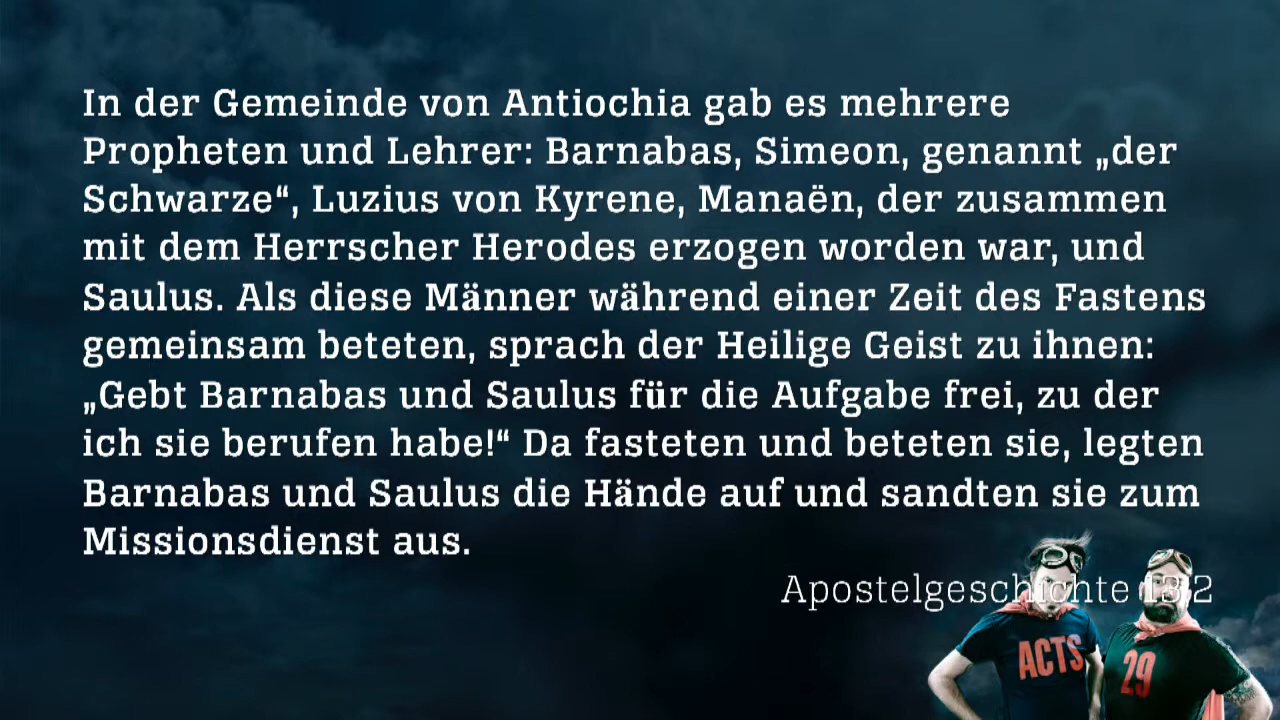 In der Gemeinde von Antiochia gab es mehrere
Propheten und Lehrer: Barnabas, Simeon, genannt „der
Schwarze“, Luzius von Kyrene, Manaën, der zusammen
mit dem Herrscher Herodes erzogen worden war, und
Saulus. Als diese Männer während einer Zeit des Fastens
gemeinsam beteten, sprach der Heilige Geist zu ihnen:
„Gebt Barnabas und Saulus für die Aufgabe frei, zu der
ich sie berufen habe!“ Da fasteten und beteten sie, legten
Barnabas und Saulus die Hände auf und sandten sie zum
Missionsdienst aus.
Apostelgeschichte 13,2
ACTS
29